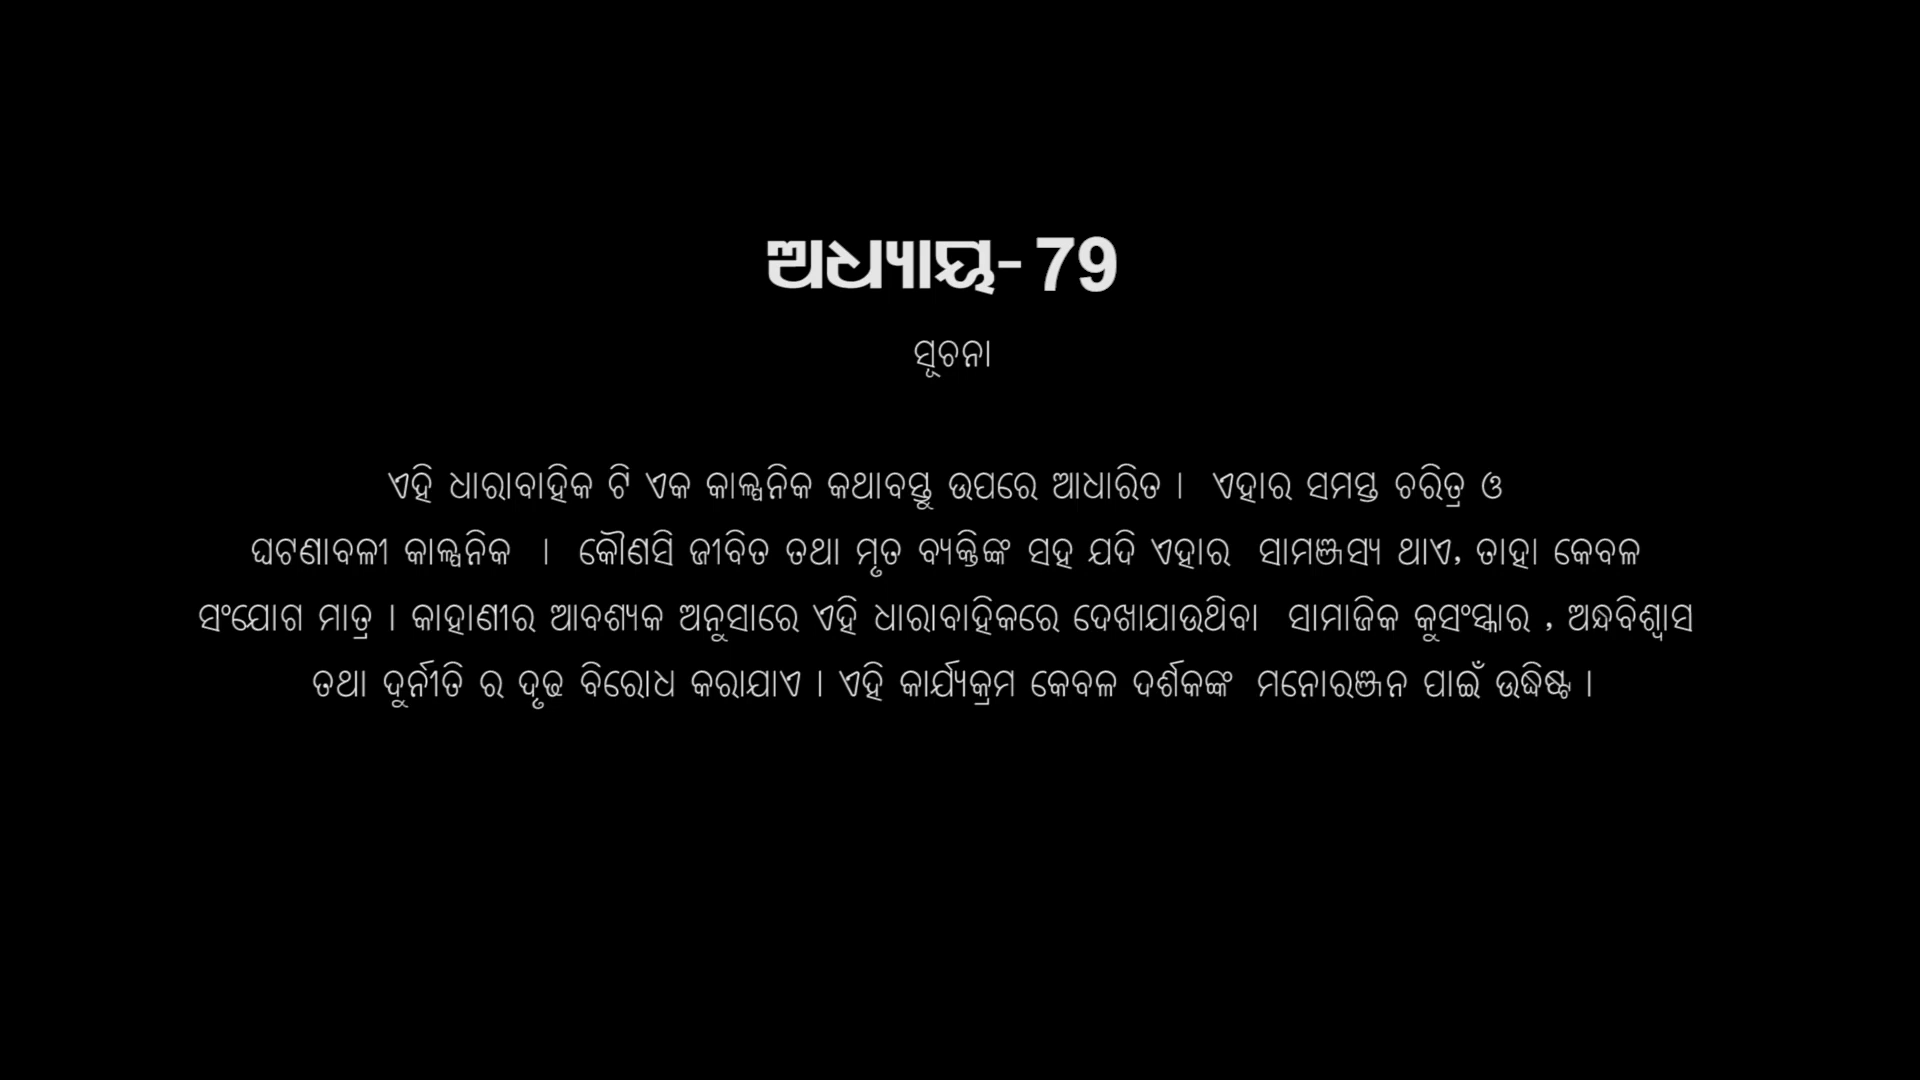 ଅଧ୍ୟାୟ- 79
ସୂଚନା
ଏହି ଧାରାବାହିକ ଟି ଏକ କାଳ୍ପନିକ କଥାବସ୍ତୁ ଉପରେ ଆଧାରିତ । ଏହାର ସମସ୍ତ ଚରିତ୍ର ଓ
ଘଟଣାବଳୀ କାଳ୍ପନିକ । କୌଣସି ଜୀବିତ ତଥା ମୃତ ବ୍ୟକ୍ତିଙ୍କ ସହ ଯଦି ଏହାର ସାମଞ୍ଜସ୍ୟ ଥାଏ, ତାହା କେବଳ
ସଂଯୋଗ ମାତ୍ର । କାହାଣୀର ଆବଶ୍ୟକ ଅନୁସାରେ ଏହି ଧାରାବାହିକରେ ଦେଖାଯାଉଥିବା ସାମାଜିକ କୁସଂସ୍କାର , ଅନ୍ଧବିଶ୍ୱାସ
ତଥା ଦୁର୍ନୀତି ର ଦୃଢ ବିରୋଧ କରାଯାଏ । ଏହି କାର୍ଯ୍ୟକ୍ରମ କେବଳ ଦର୍ଶକଙ୍କ ମନୋରଞ୍ଜନ ପାଇଁ ଉଦ୍ଧିଷ୍ଟ ।